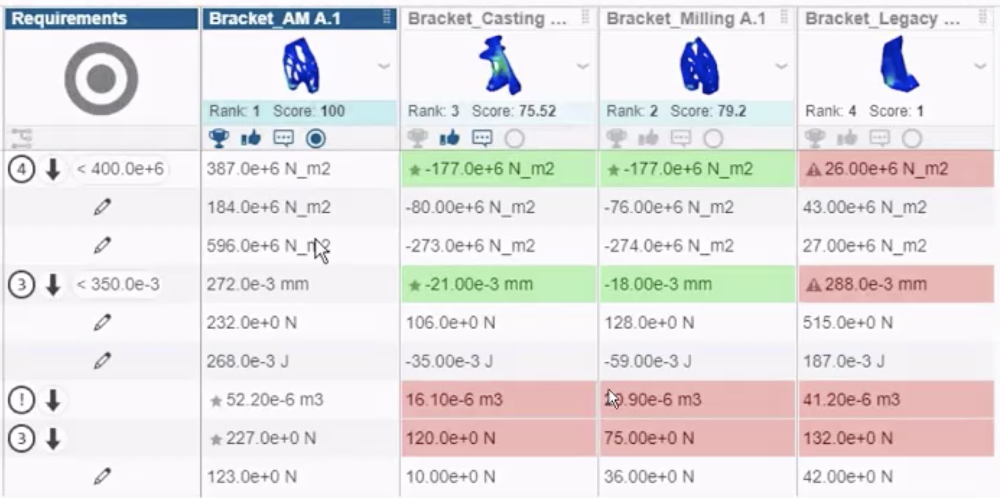 Requirements Bracket_AM A.1 Bracket_Casting ... Bracket_Milling A.1 Bracket_Legacy ...
Rank: 1 Score: 100 Rank: 3 Score: 75.52 Rank: 2 Score: 79.2 Rank: 4 Score: 1
4 < 400.0e+6 387.0e+6 N_m2 -177.0e+6 N_m2 -177.0e+6 N_m2 26.00e+6 N_m2
184.0e+6 N_m2 -80.00e+6 N_m2 -76.00e+6 N_m2 43.00e+6 N_m2
596.0e+6 -273.0e+6 N_m2 -274.0e+6 N_m2 27.00e+6 N_m2
3 < 350.0e-3 272.0e-3 mm -21.00e-3 mm -18.00e-3 mm 288.0e-3 mm
232.0e+0 N 106.0e+0 N 128.0e+0 N 515.0e+0 N
268.0e-3 J -35.00e-3 J -59.00e-3 J 187.0e-3 J
! 52.20e-6 m3 16.10e-6 m3 m3 41.20e-6 m3
3 227.0e+0 N 120.0e+0 N 75.00e+0 N 132.0e+0 N
123.0e+0 N 10.00e+0 N 36.00e+0 N 42.00e+0 N